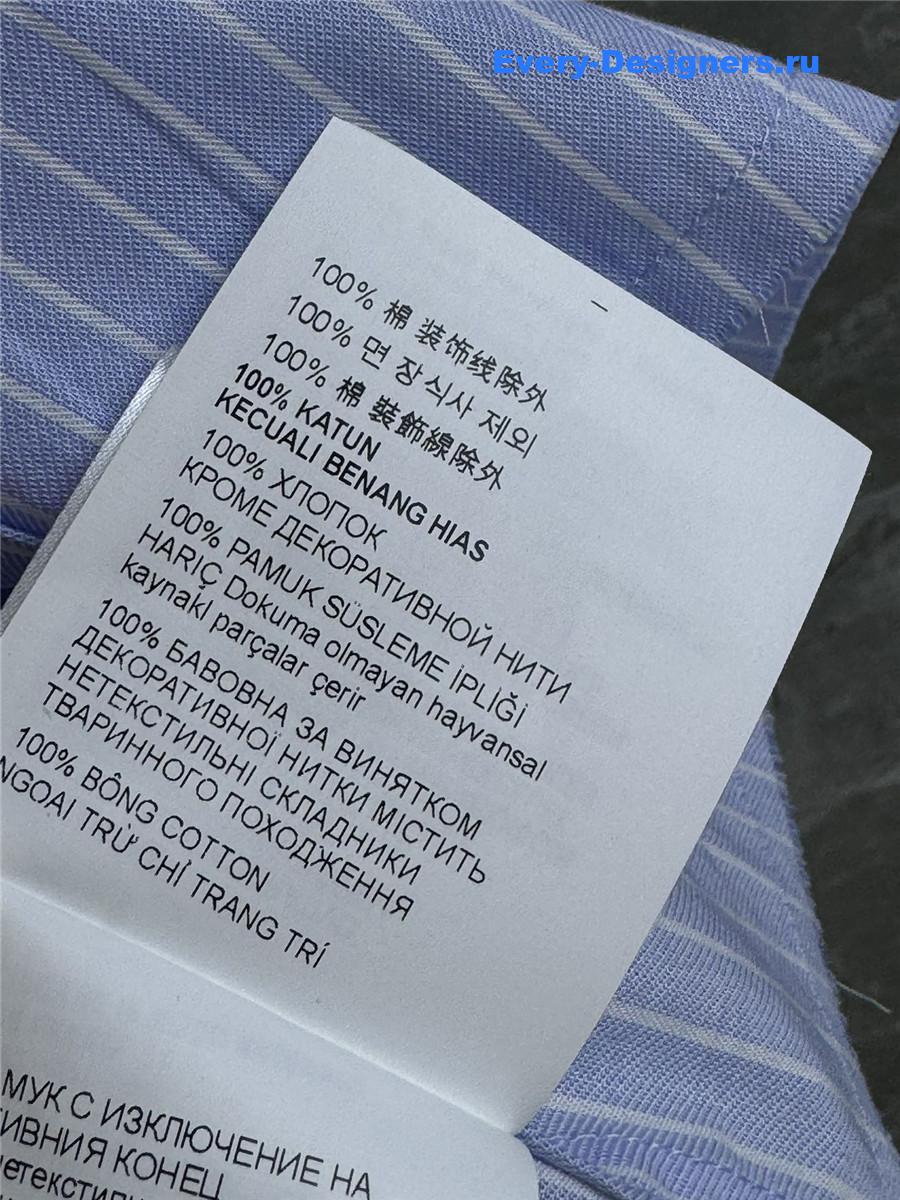 Every-Designers.ru
100% 棉 装饰线除外
100% 면 장식사 제외
100% 棉 裝飾線除外
100% KATUN
KECUALI BENANG HIAS
100% ХЛОПОК
КРОМЕ ДЕКОРАТИВНОЙ НИТИ
100% PAMUK SÜSLEME İPLİĞİ
HARIÇ Dokuma olmayan hayvansal
kaynakl parçalar çerir
100% БАВОВНА ЗА ВИНЯТКОМ
ДЕКОРАТИВНОЇ НИТКИ МІСТИТЬ
НЕТЕКСТИЛЬНІ СКЛАДНИКИ
ТВАРИННОГО ПОХОДЖЕННЯ
100% BÔNG COTTON
NGOẠI TRỪ CHỈ TRANG TRÍ
МУК С ИЗКЛЮЧЕНИЕ НА
ИВНИЯ КОНЕЦ